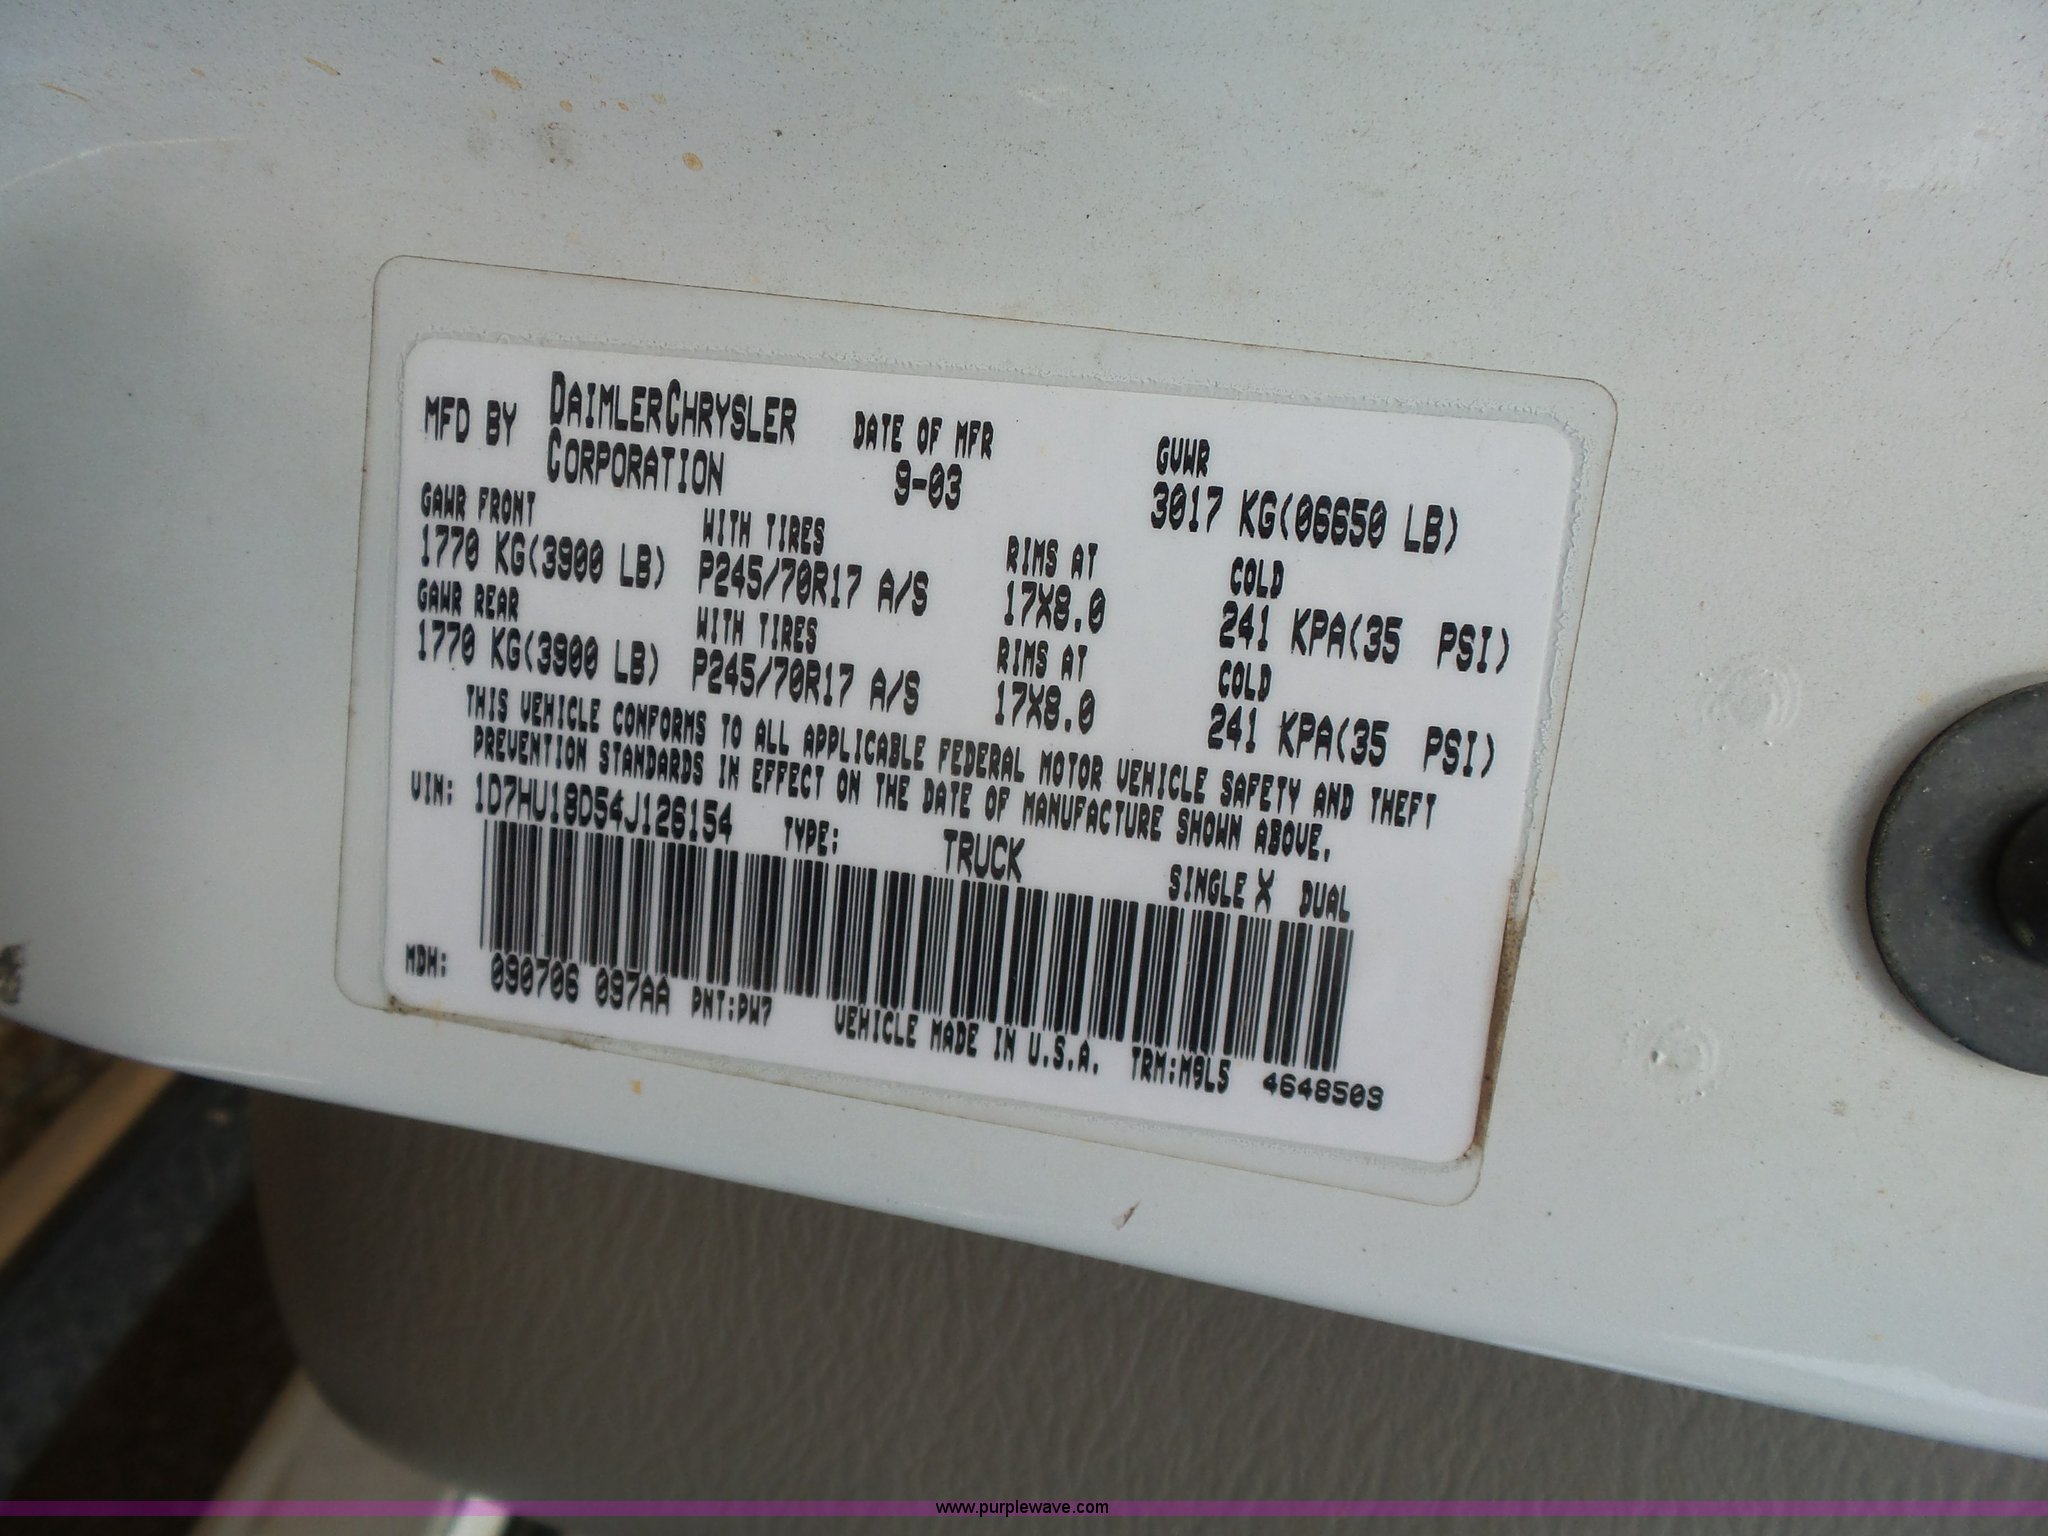 MFD BY DAIMLERCHRYSLER CORPORATION
DATE OF MFR 9-03
GVWR 3017 KG(06650 LB)
GAWR FRONT WITH TIRES RIMS AT COLD
1770 KG(3900 LB) P245/70R17 A/S 17X8.0 241 KPA(35 PSI)
GAWR REAR WITH TIRES RIMS AT COLD
1770 KG(3900 LB) P245/70R17 A/S 17X8.0 241 KPA(35 PSI)
THIS VEHICLE CONFORMS TO ALL APPLICABLE FEDERAL MOTOR VEHICLE SAFETY AND THEFT
PREVENTION STANDARDS IN EFFECT ON THE DATE OF MANUFACTURE SHOWN ABOVE.
VIN: 1D7HU18D54J126154 TYPE: TRUCK SINGLE X DUAL
MDH: 090706 097AA PNT:PW7 VEHICLE MADE IN U.S.A. TRM:M9L5 4648509
www.purplewave.com